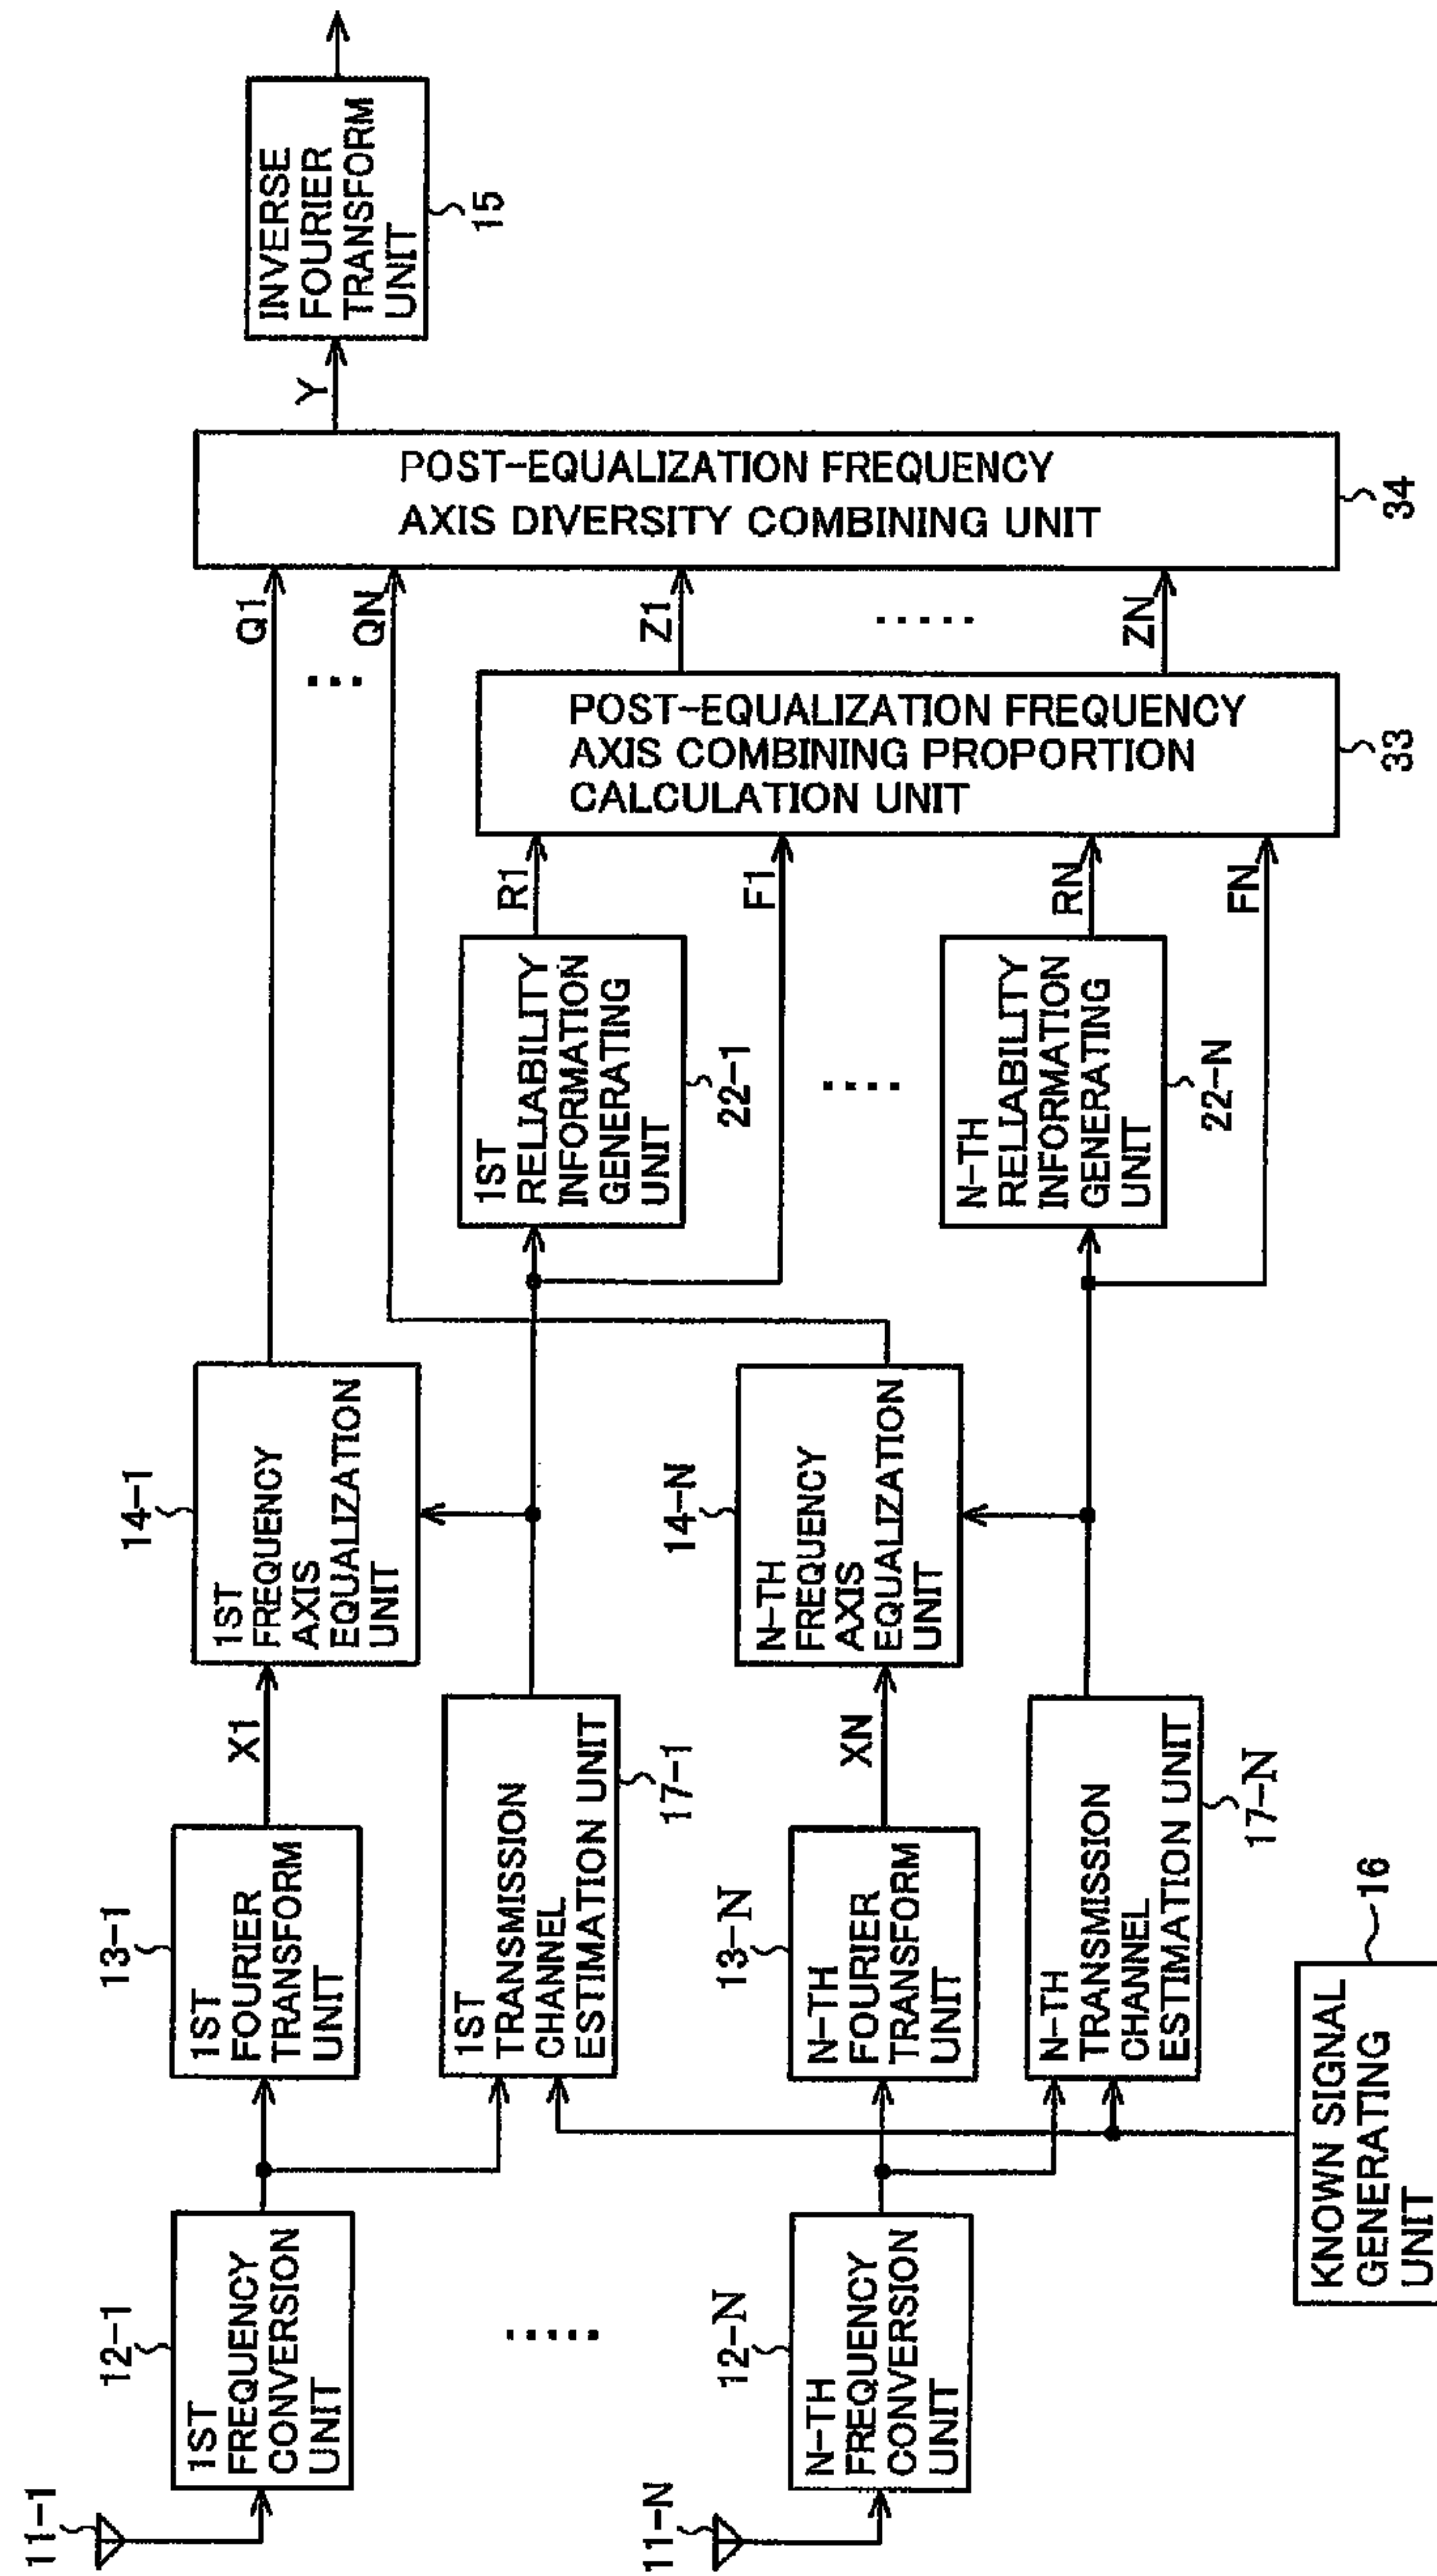 11-1
12-1
1ST
FREQUENCY
CONVERSION
UNIT
13-1
1ST
FOURIER
TRANSFORM
UNIT
X1
14-1
1ST
FREQUENCY
AXIS
EQUALIZATION
UNIT
Q1
...
QN
1ST
TRANSMISSION
CHANNEL
ESTIMATION UNIT
17-1
1ST
RELIABILITY
INFORMATION
GENERATING
UNIT
22-1
R1
F1
.....
....
11-N
12-N
N-TH
FREQUENCY
CONVERSION
UNIT
13-N
N-TH
FOURIER
TRANSFORM
UNIT
XN
14-N
N-TH
FREQUENCY
AXIS
EQUALIZATION
UNIT
N-TH
TRANSMISSION
CHANNEL
ESTIMATION UNIT
17-N
N-TH
RELIABILITY
INFORMATION
GENERATING
UNIT
22-N
RN
FN
KNOWN SIGNAL
GENERATING
UNIT
16
POST-EQUALIZATION FREQUENCY
AXIS COMBINING PROPORTION
CALCULATION UNIT
33
Z1
.....
ZN
POST-EQUALIZATION FREQUENCY
AXIS DIVERSITY COMBINING UNIT
34
Y
INVERSE
FOURIER
TRANSFORM
UNIT
15